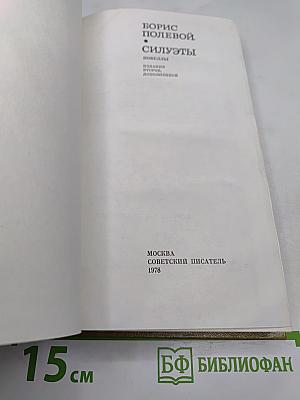 БОРИС
ПОЛЕВОЙ
СИЛУЭТЫ
НОВЕЛЛЫ
ИЗДАНИЕ
ВТОРОЕ,
ДОПОЛНЕННОЕ
МОСКВА
СОВЕТСКИЙ ПИСАТЕЛЬ
1978
15 см
БФ БИБЛИОФАН